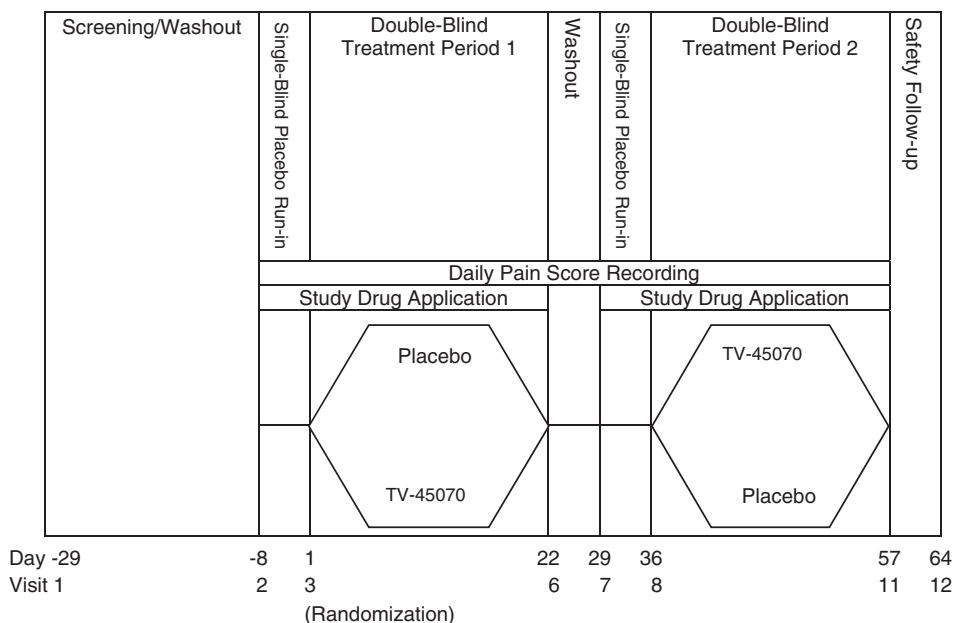 Screening/Washout
Single-Blind Placebo Run-in
Double-Blind
Treatment Period 1
Washout
Single-Blind Placebo Run-in
Double-Blind
Treatment Period 2
Safety Follow-up
Daily Pain Score Recording
Study Drug Application
Study Drug Application
Placebo
TV-45070
TV-45070
Placebo
Day -29 -8 1 22 29 36 57 64
Visit 1 2 3 6 7 8 11 12
(Randomization)